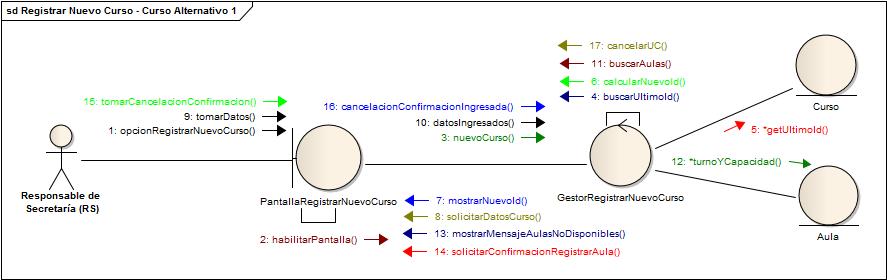 sd Registrar Nuevo Curso - Curso Alternativo 1
17: cancelarUC()
11: buscarAulas()
6: calcularNuevoId()
4: buscarUltimoId()
15: tomarCancelacionConfirmacion()
9: tomarDatos()
1: opcionRegistrarNuevoCurso()
16: cancelacionConfirmacionIngresada()
10: datosIngresados()
3: nuevoCurso()
Curso
5: *getUltimoId()
12: *turnoYCapacidad()
Responsable de
Secretaría (RS)
PantallaRegistrarNuevoCurso
GestorRegistrarNuevoCurso
Aula
7: mostrarNuevoId()
8: solicitarDatosCurso()
2: habilitarPantalla()
13: mostrarMensajeAulasNoDisponibles()
14: solicitarConfirmacionRegistrarAula()